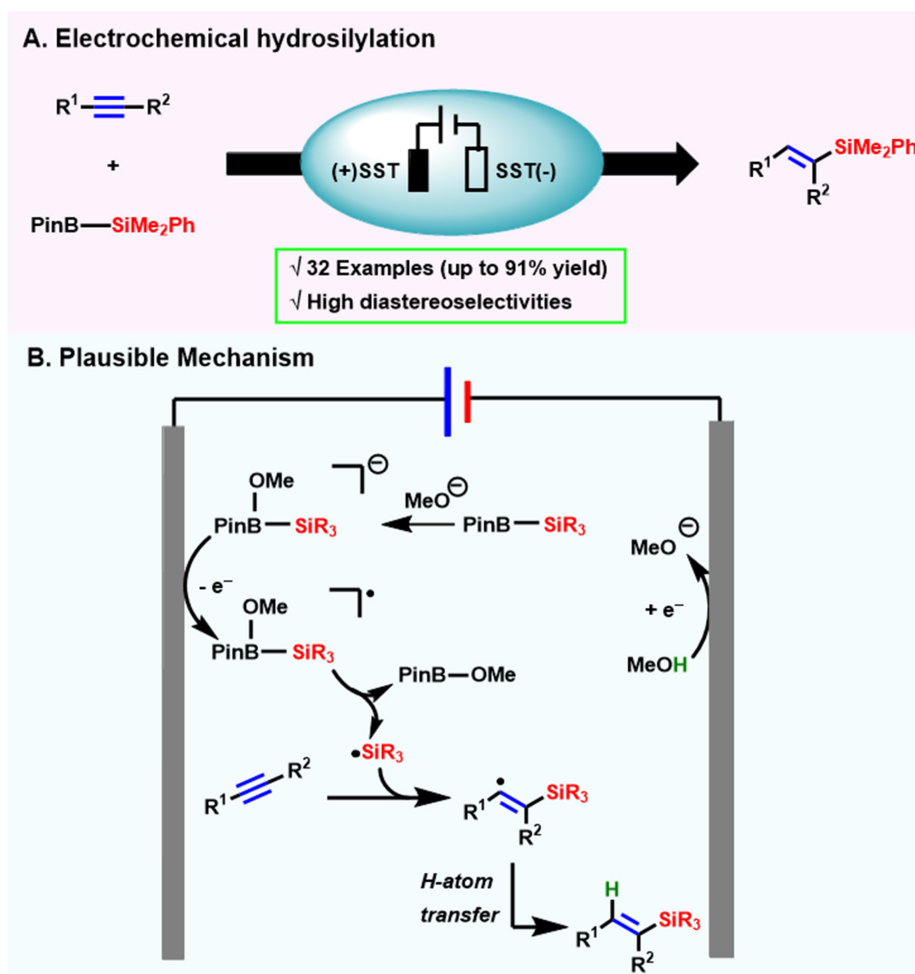 A. Electrochemical hydrosilylation
R¹ R²
+
PinB—SiMe₂Ph
(+)SST SST(-)
R¹ SiMe₂Ph
R²
√ 32 Examples (up to 91% yield)
√ High diastereoselectivities
B. Plausible Mechanism
OMe ⊖
PinB—SiR₃
MeO⊖
PinB—SiR₃
- e⁻
OMe •
PinB—SiR₃
PinB—OMe
•SiR₃
MeO⊖
+ e⁻
MeOH
R¹ R²
R¹ • SiR₃
R²
H-atom
transfer
H
R¹ SiR₃
R²